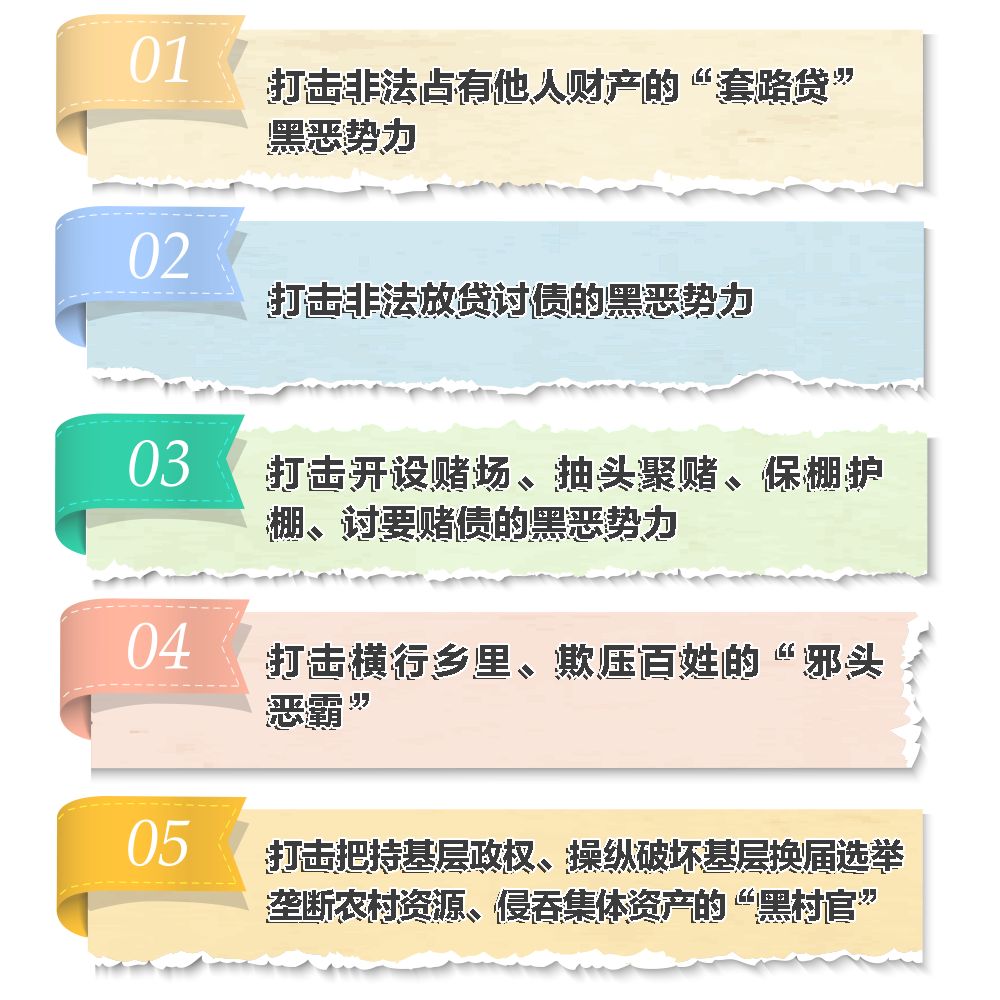 01
打击非法占有他人财产的“套路贷”
黑恶势力
02
打击非法放贷讨债的黑恶势力
03
打击开设赌场、抽头聚赌、保棚护
棚、讨要赌债的黑恶势力
04
打击横行乡里、欺压百姓的“邪头
恶霸”
05
打击把持基层政权、操纵破坏基层换届选举
垄断农村资源、侵吞集体资产的“黑村官”